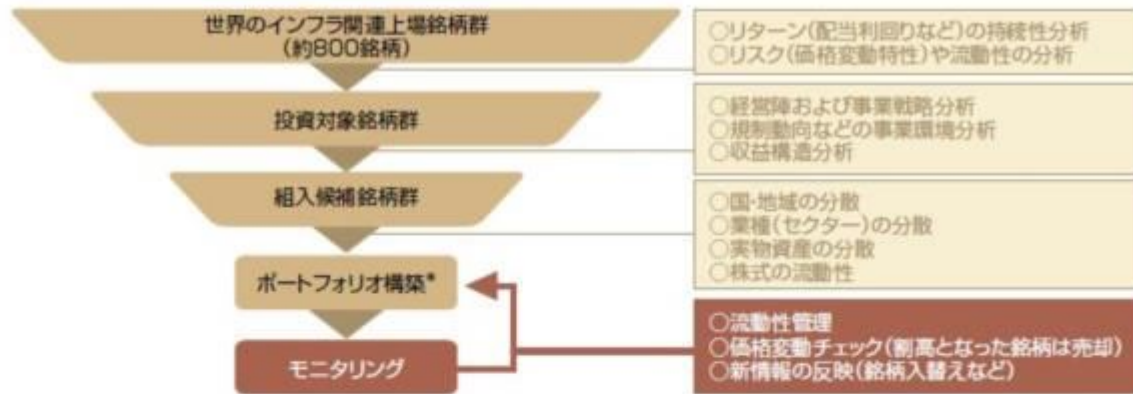 世界のインフラ関連上場銘柄群
(約800銘柄)
○リターン(配当利回りなど)の持続性分析
○リスク(価格変動特性)や流動性の分析
投資対象銘柄群
○経営陣および事業戦略分析
○規制動向などの事業環境分析
○収益構造分析
組入候補銘柄群
○国・地域の分散
○業種(セクター)の分散
○実物資産の分散
○株式の流動性
ポートフォリオ構築*
モニタリング
○流動性管理
○価格変動チェック(割高となった銘柄は売却)
○新情報の反映(銘柄入替えなど)